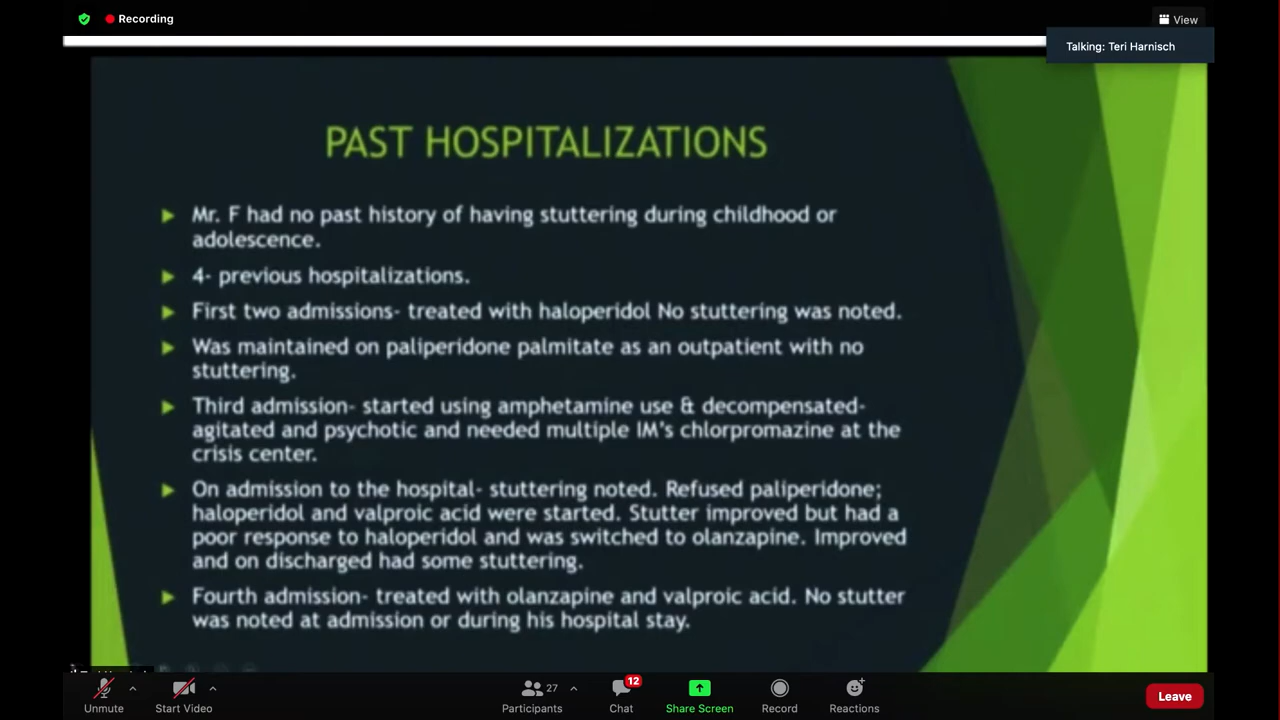 Recording
View
Talking: Teri Harnisch
PAST HOSPITALIZATIONS
Mr. F had no past history of having stuttering during childhood or
adolescence.
4- previous hospitalizations.
First two admissions- treated with haloperidol No stuttering was noted.
Was maintained on paliperidone palmitate as an outpatient with no
stuttering.
Third admission- started using amphetamine use & decompensated-
agitated and psychotic and needed multiple IM's chlorpromazine at the
crisis center.
On admission to the hospital- stuttering noted. Refused paliperidone;
haloperidol and valproic acid were started. Stutter improved but had a
poor response to haloperidol and was switched to olanzapine. Improved
and on discharged had some stuttering.
Fourth admission- treated with olanzapine and valproic acid. No stutter
was noted at admission or during his hospital stay.
12
27
Unmute
Start Video
Participants
Chat
Share Screen
Record
Reactions
Leave